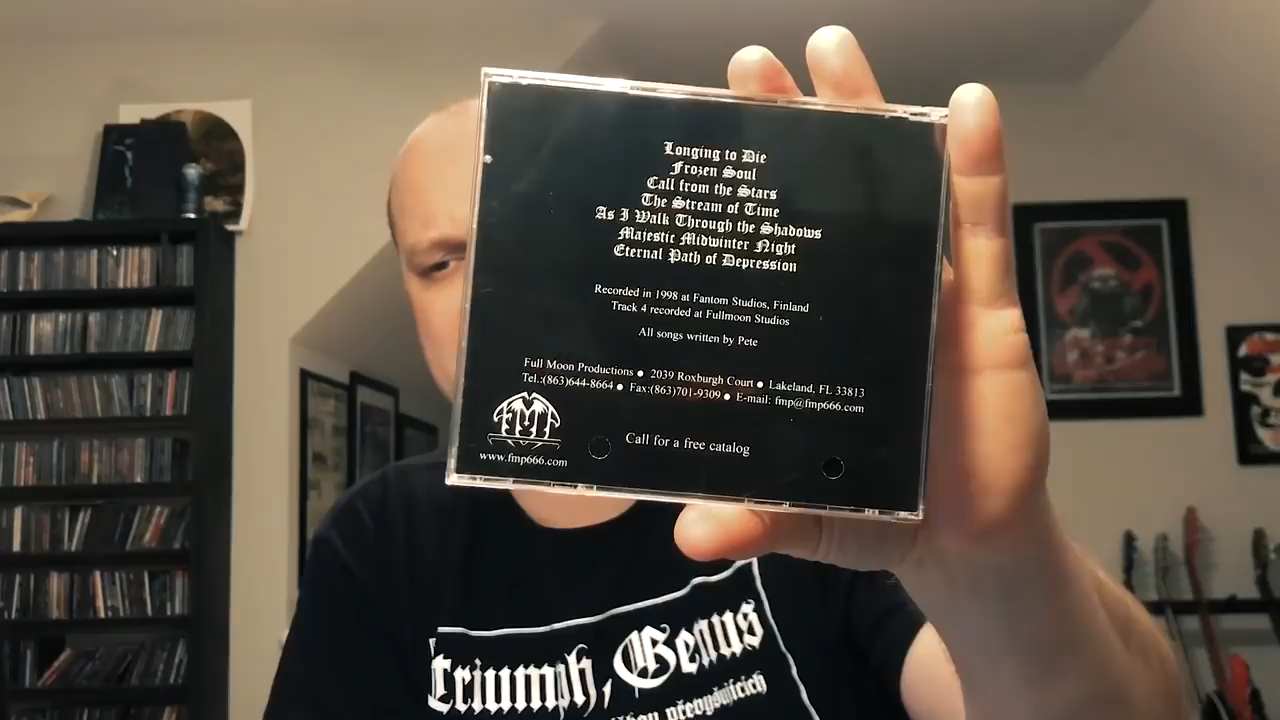 Longing to Die
Frozen Soul
Call from the Stars
The Stream of Time
As I Walk Through the Shadows
Majestic Midwinter Night
Eternal Path of Depression
Recorded in 1998 at Fantom Studios, Finland
Track 4 recorded at Fullmoon Studios
All songs written by Pete
Full Moon Productions ● 2039 Roxburgh Court ● Lakeland, FL 33813
Tel.:(863)644-8664 ● Fax:(863)701-9309 ● E-mail: fmp@fmp666.com
FMP
www.fmp666.com
Call for a free catalog
triumph, Genus
převyšujících